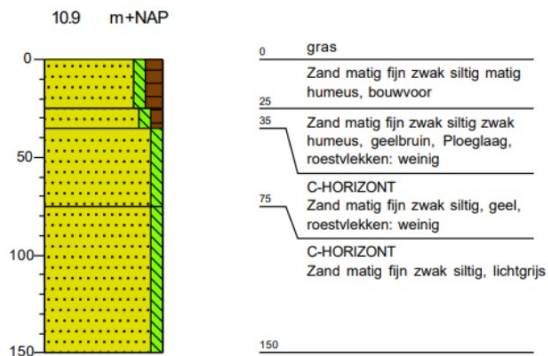 10.9 m+NAP
0
50
100
150
0 gras
Zand matig fijn zwak siltig matig
humeus, bouwvoor
25
Zand matig fijn zwak siltig zwak
35
humeus, geelbruin, Ploeglaag,
roestvlekken: weinig
C-HORIZONT
75
Zand matig fijn zwak siltig, geel,
roestvlekken: weinig
C-HORIZONT
Zand matig fijn zwak siltig, lichtgrijs
150